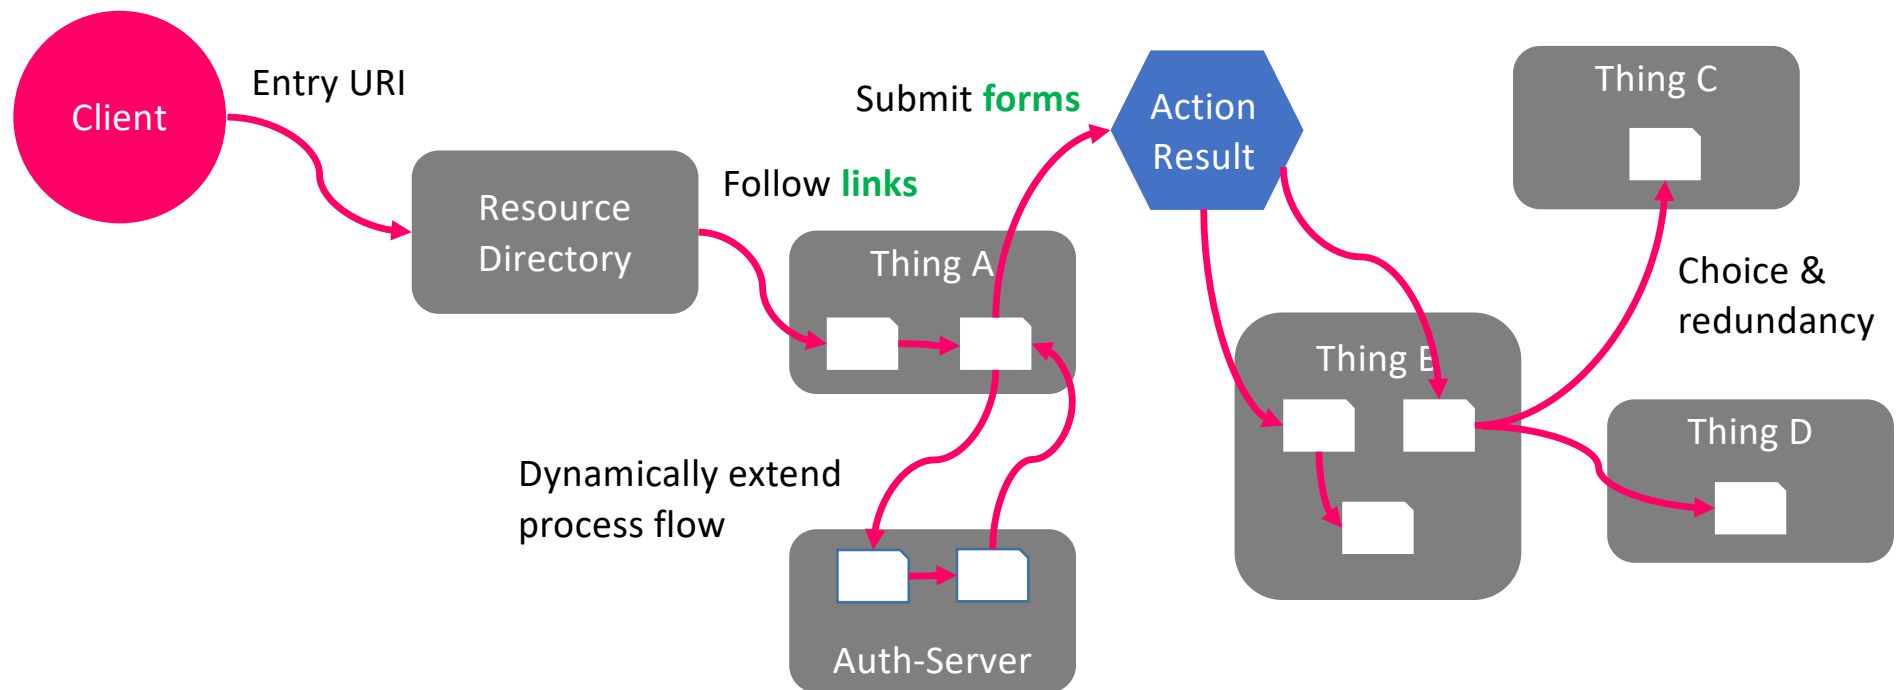 Client
Entry URI
Resource
Directory
Follow links
Submit forms
Thing A
Action
Result
Dynamically extend
process flow
Auth-Server
Thing B
Thing C
Choice &
redundancy
Thing D